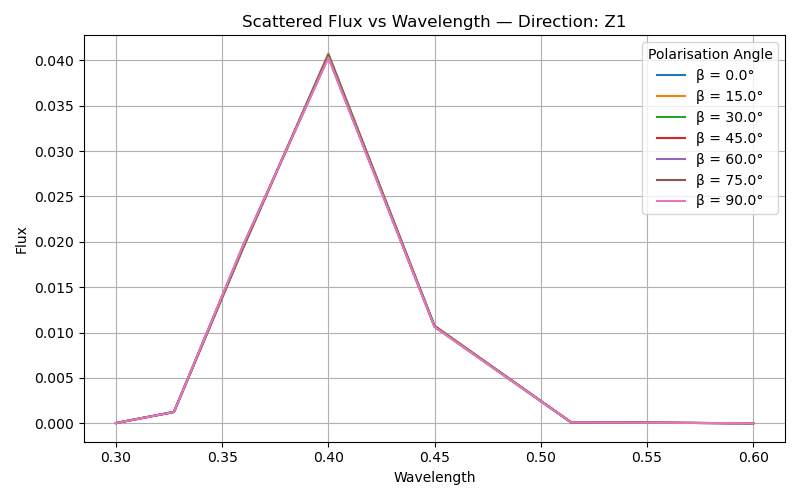 Scattered Flux vs Wavelength — Direction: Z1
Polarisation Angle
β = 0.0°
β = 15.0°
β = 30.0°
β = 45.0°
β = 60.0°
β = 75.0°
β = 90.0°
Flux
0.040
0.035
0.030
0.025
0.020
0.015
0.010
0.005
0.000
0.30 0.35 0.40 0.45 0.50 0.55 0.60
Wavelength